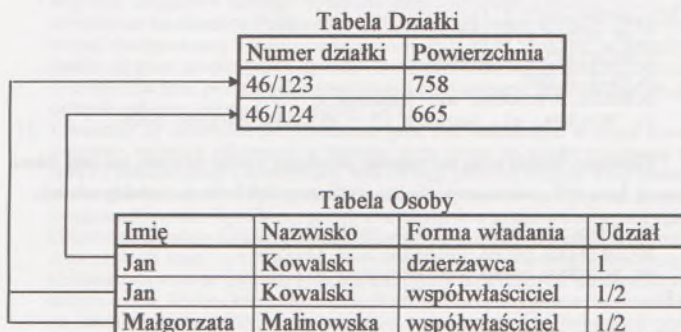 Tabela Działki
Numer działki Powierzchnia
46/123 758
46/124 665
Tabela Osoby
Imię Nazwisko Forma władania Udział
Jan Kowalski dzierżawca 1
Jan Kowalski współwłaściciel 1/2
Małgorzata Malinowska współwłaściciel 1/2